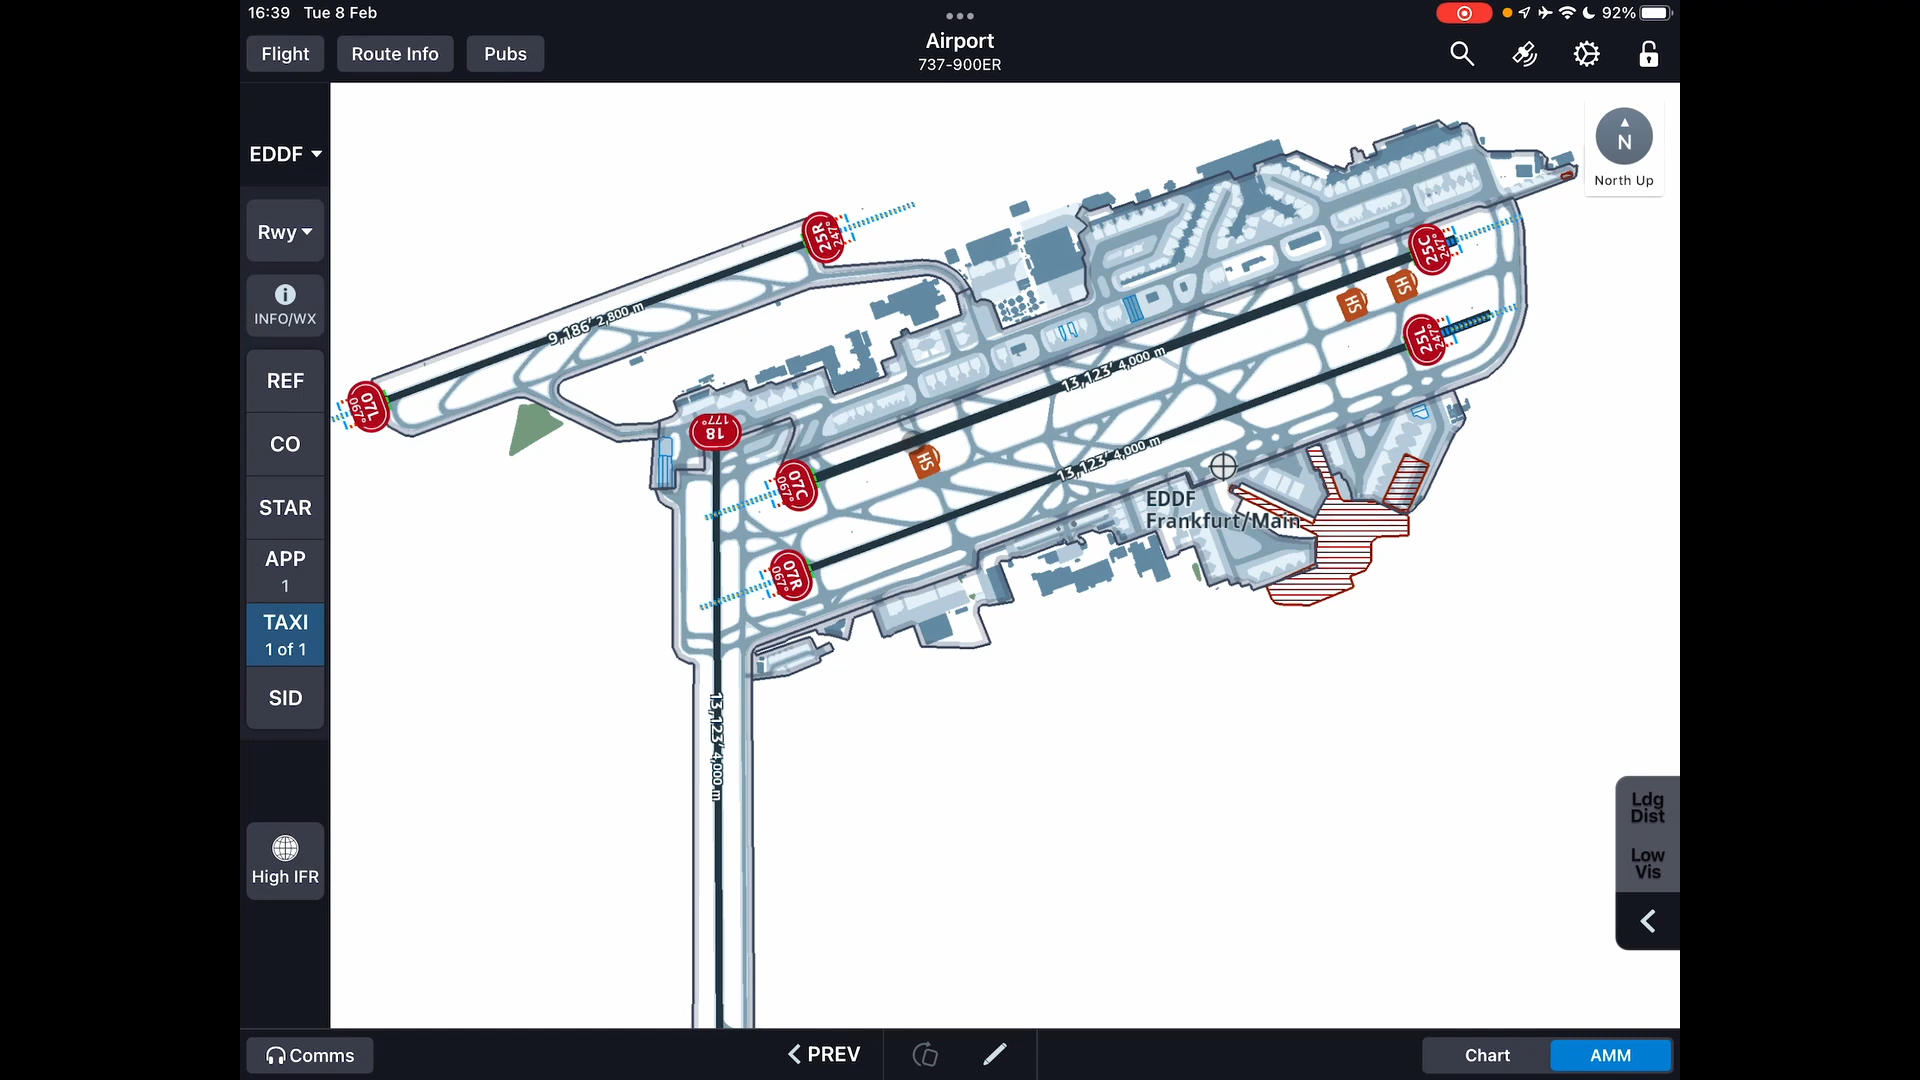 16:39 Tue 8 Feb
92%
Flight
Route Info
Pubs
Airport
737-900ER
EDDF
Rwy
INFO/WX
REF
CO
STAR
APP
1
TAXI
1 of 1
SID
High IFR
N
North Up
25R
247°
9,186' 2,800 m
07L
067°
18
177°
25C
247°
SH
SH
25L
247°
13,123' 4,000 m
SH
07C
067°
13,123' 4,000 m
EDDF
Frankfurt/Main
07R
067°
13,123' 4,000 m
Ldg
Dist
Low
Vis
Comms
PREV
Chart
AMM